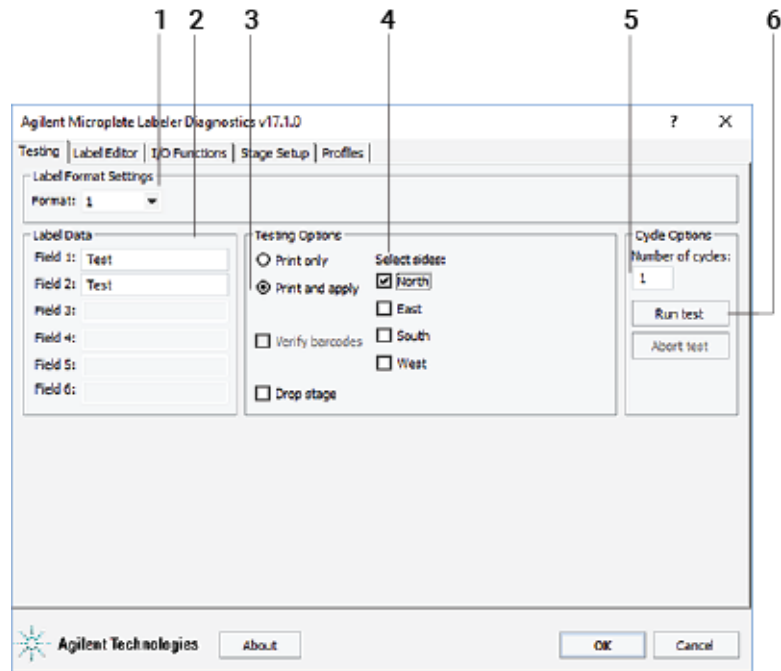 1 2 3 4 5 6
Agilent Microplate Labeler Diagnostics v17.1.0 ? X
Testing Label Editor I/O Functions Stage Setup Profiles
Label Format Settings
Format: 1
Label Data
Field 1: Test
Field 2: Test
Field 3:
Field 4:
Field 5:
Field 6:
Testing Options
Print only
Print and apply
Verify barcodes
Drop stage
Select sides:
North
East
South
West
Cycle Options
Number of cycles:
1
Run test
Abort test
Agilent Technologies About OK Cancel